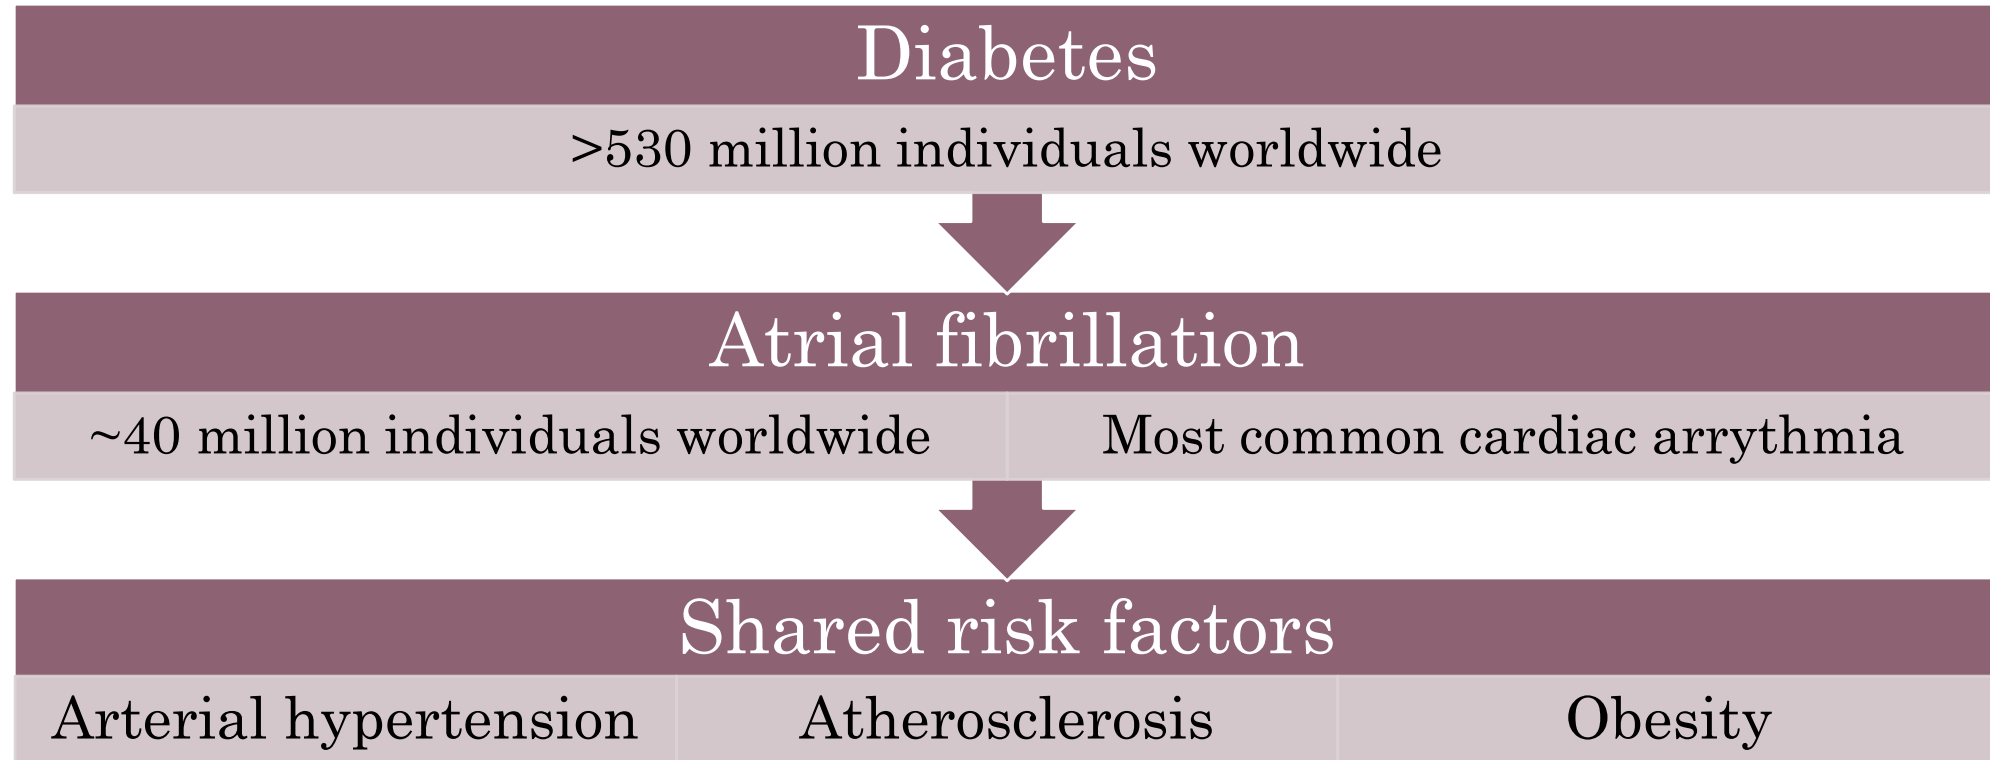 Diabetes
>530 million individuals worldwide
Atrial fibrillation
~40 million individuals worldwide
Most common cardiac arrythmia
Shared risk factors
Arterial hypertension
Atherosclerosis
Obesity